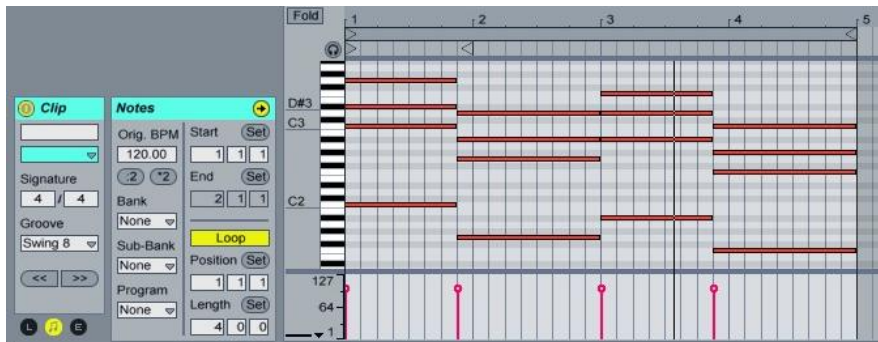 Fold
1 2 3 4 5
Clip
Signature
4 / 4
Groove
Swing 8
<< >>
L E
Notes
Orig. BPM
120.00
:2 *2
Bank
None
Sub-Bank
None
Program
None
Start Set
1 1 1
End Set
2 1 1
Loop
Position Set
1 1 1
Length Set
4 0 0
D#3
C3
C2
127
64
1